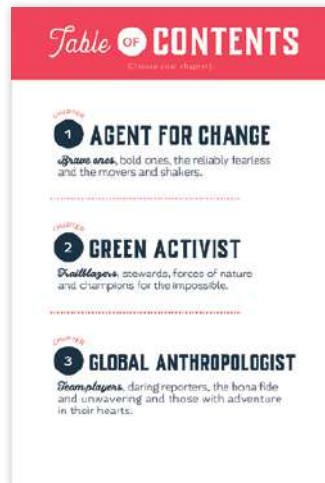 Table OF CONTENTS
(Choose your chapter!)
CHAPTER
1 AGENT FOR CHANGE
Brave ones, bold ones, the reliably fearless
and the movers and shakers.
CHAPTER
2 GREEN ACTIVIST
Trailblazers, stewards, forces of nature
and champions for the impossible.
CHAPTER
3 GLOBAL ANTHROPOLOGIST
Team players, daring reporters, the bona fide
and unwavering and those with adventure
in their hearts.